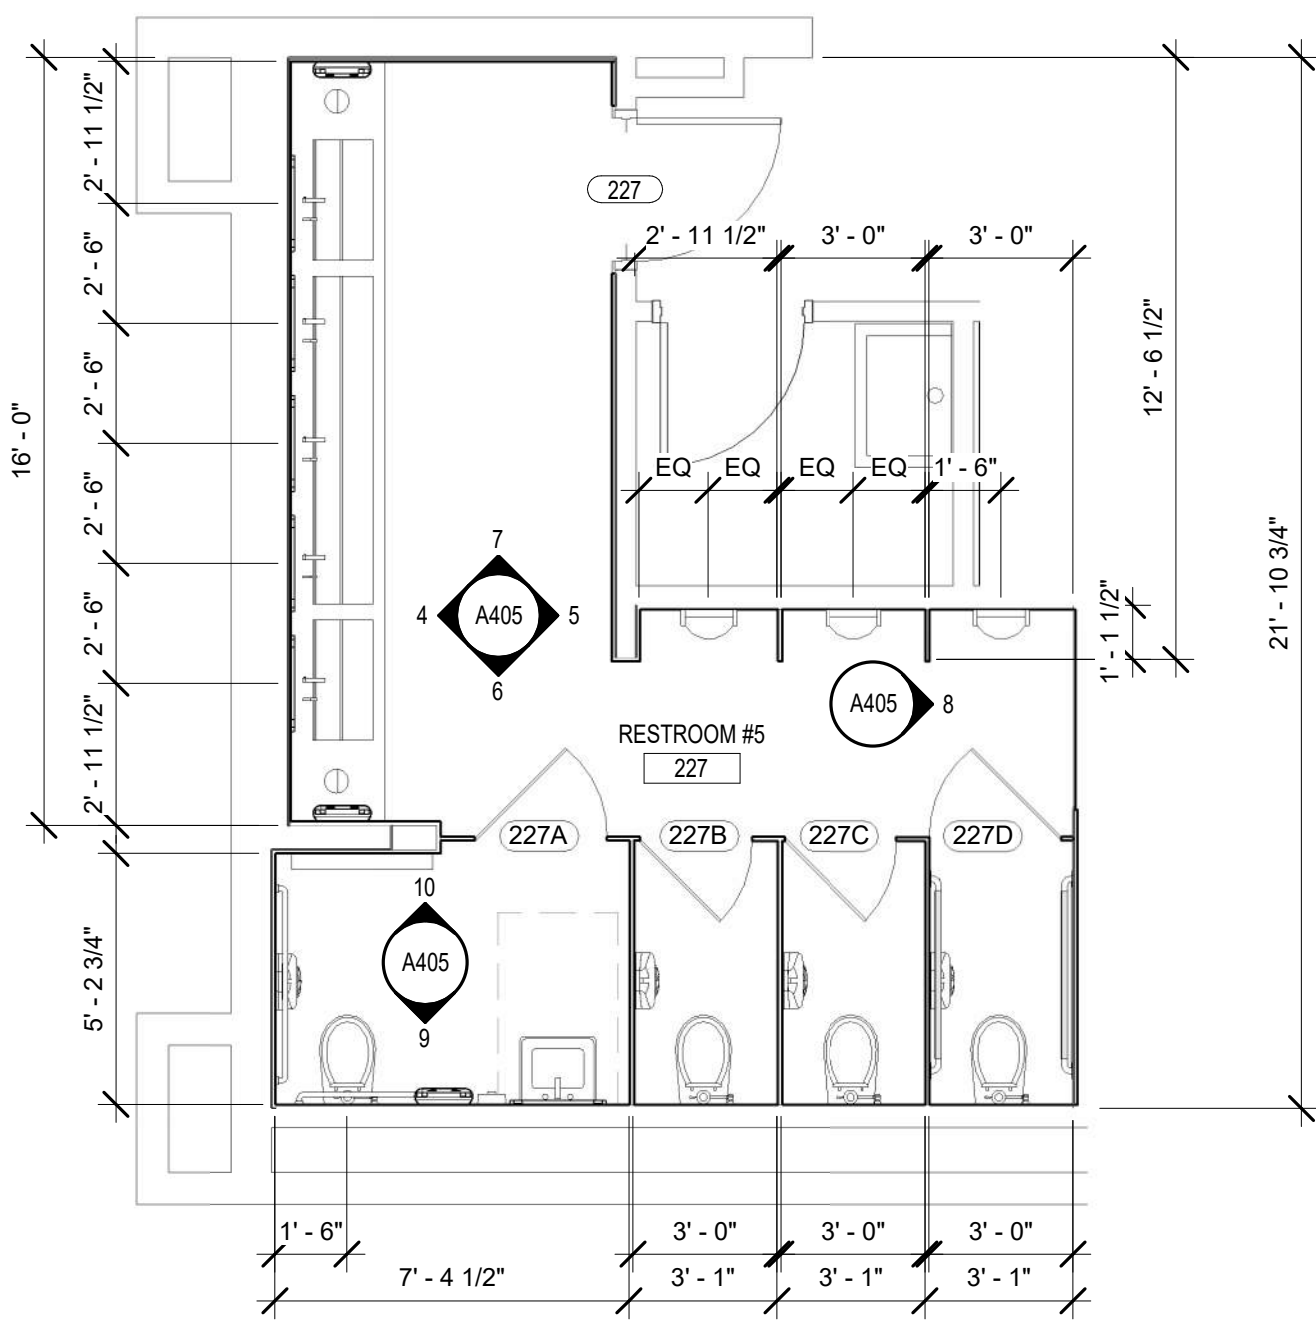 2' - 11 1/2"
2' - 6"
2' - 6"
2' - 6"
2' - 6"
2' - 11 1/2"
16' - 0"
5' - 2 3/4"
227
2' - 11 1/2"
3' - 0"
3' - 0"
EQ
EQ
EQ
EQ
1' - 6"
12' - 6 1/2"
21' - 10 3/4"
1' - 1 1/2"
7
4
A405
5
6
A405
8
RESTROOM #5
227
227A
227B
227C
227D
10
A405
9
1' - 6"
3' - 0"
3' - 0"
3' - 0"
7' - 4 1/2"
3' - 1"
3' - 1"
3' - 1"